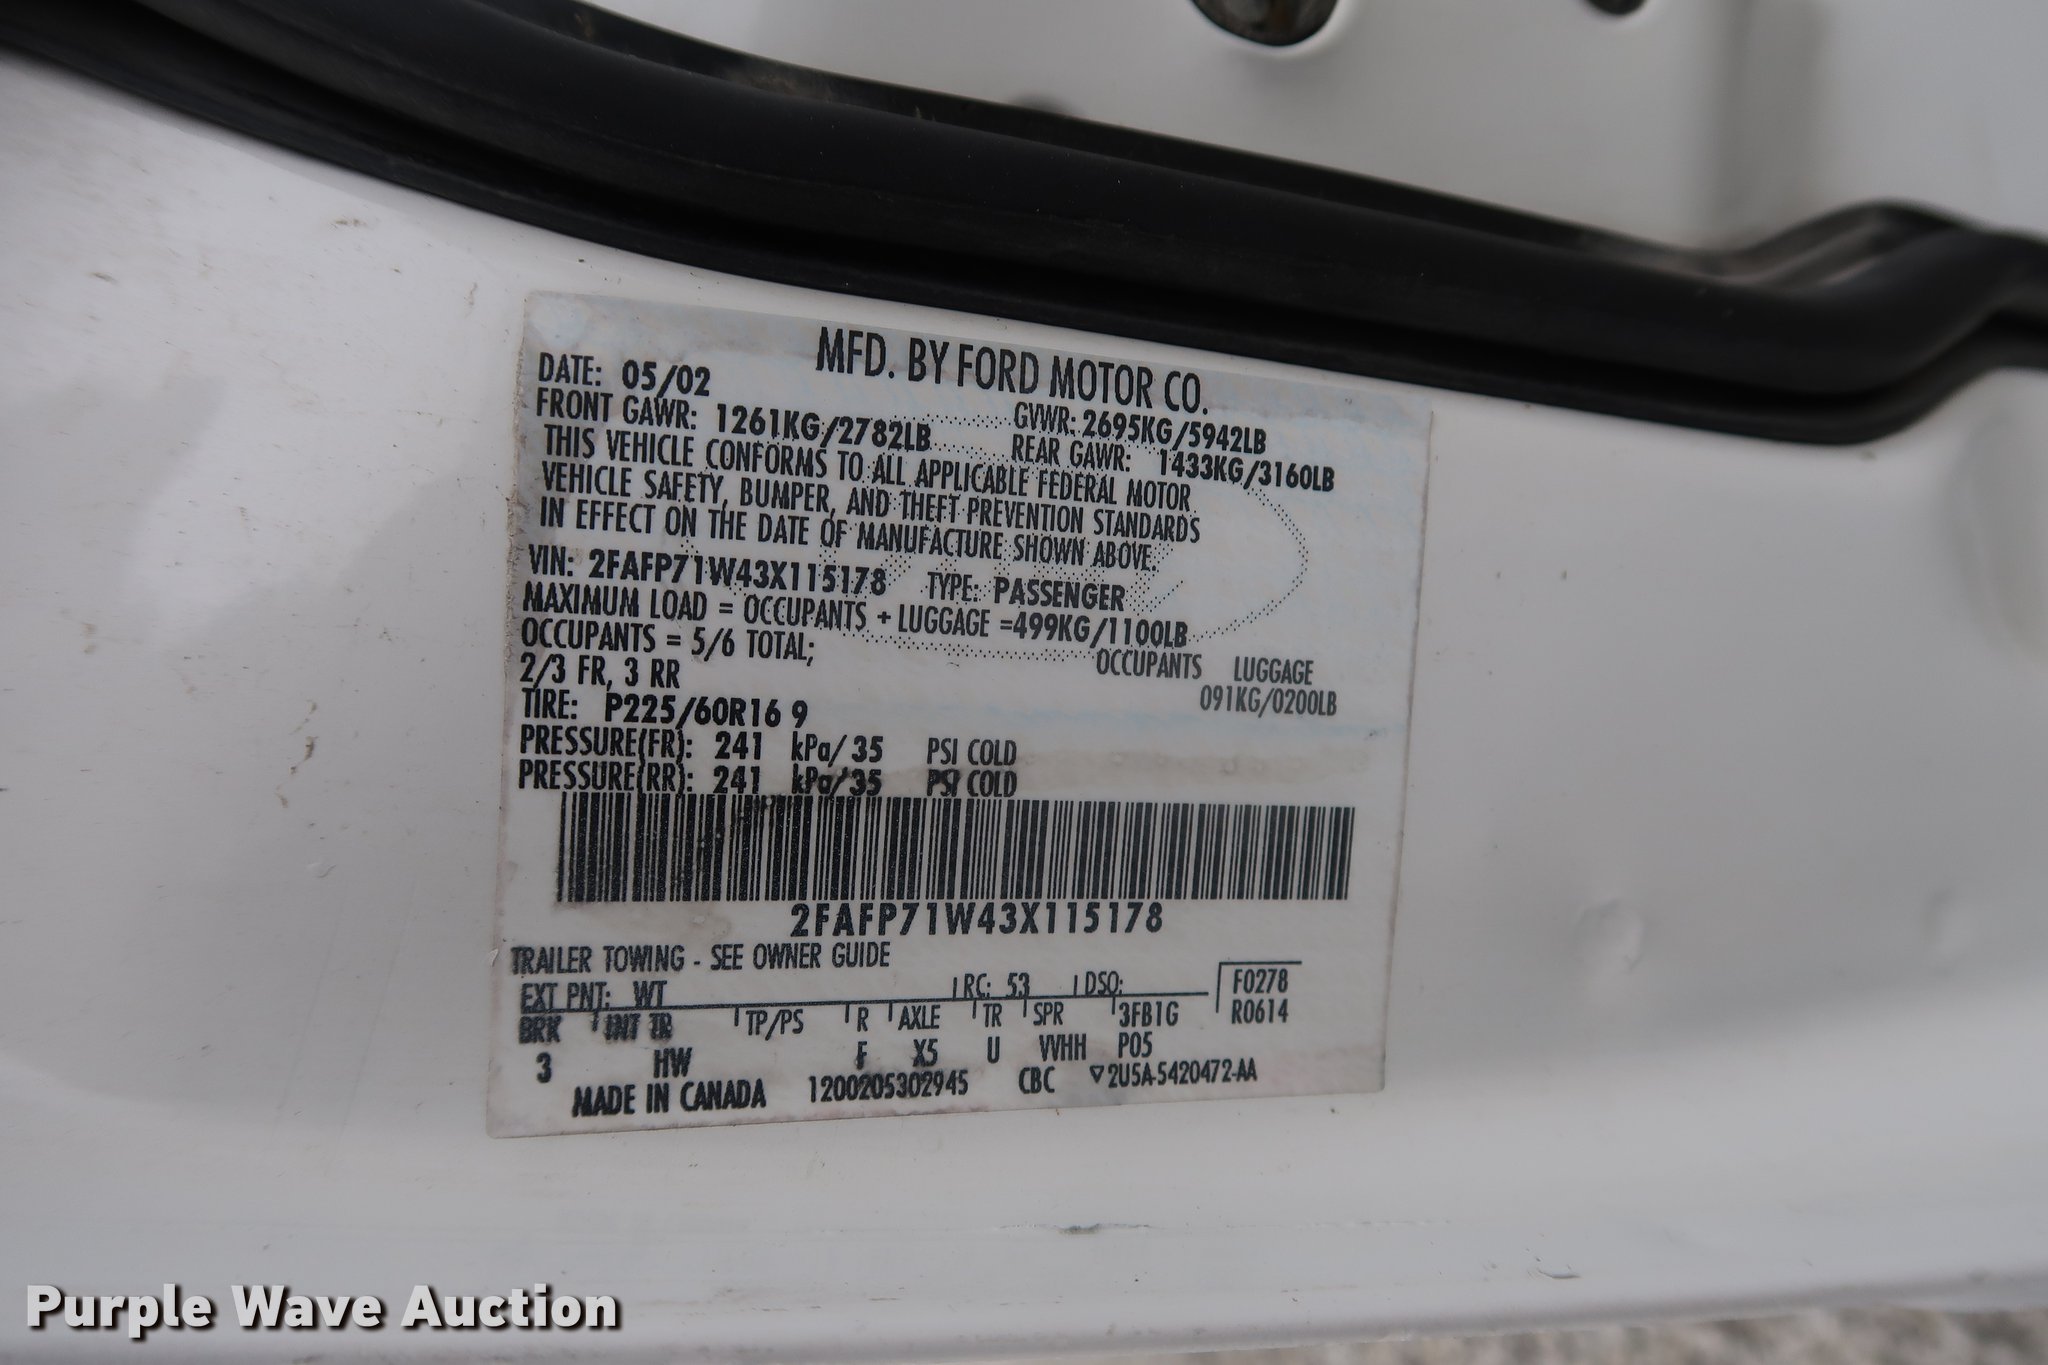 MFD. BY FORD MOTOR CO.
DATE: 05/02
GVWR: 2695KG/5942LB
FRONT GAWR: 1261KG/2782LB
REAR GAWR: 1433KG/3160LB
THIS VEHICLE CONFORMS TO ALL APPLICABLE FEDERAL MOTOR
VEHICLE SAFETY, BUMPER, AND THEFT PREVENTION STANDARDS
IN EFFECT ON THE DATE OF MANUFACTURE SHOWN ABOVE.
VIN: 2FAFP71W43X115178 TYPE: PASSENGER
MAXIMUM LOAD = OCCUPANTS + LUGGAGE =499KG/1100LB
OCCUPANTS = 5/6 TOTAL; OCCUPANTS LUGGAGE
2/3 FR, 3 RR 091KG/0200LB
TIRE: P225/60R16 9
PRESSURE(FR): 241 kPa/ 35 PSI COLD
PRESSURE(RR): 241 kPa/ 35 PSI COLD
2FAFP71W43X115178
TRAILER TOWING - SEE OWNER GUIDE
EXT PNT: WT RC: 53 DSO: F0278
BRK INT TR TP/PS R AXLE TR SPR 3FB1G R0614
3 HW F X5 U VVHH P05
MADE IN CANADA 1200205302945 CBC ▽2U5A-5420472-AA
Purple Wave Auction